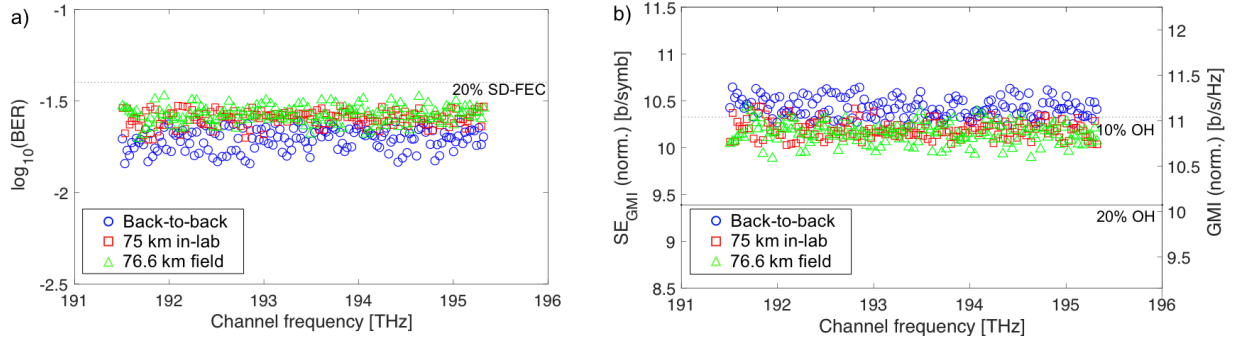 a)
-1
-1.5
-2
-2.5
log10(BER)
20% SD-FEC
Back-to-back
75 km in-lab
76.6 km field
191
192
193
194
195
196
Channel frequency [THz]
b)
10.5
11.5
11
10.5
10
9.5
9
8.5
SEGMI (norm.) [b/symb]
10% OH
20% OH
Back-to-back
75 km in-lab
76.6 km field
191
192
193
194
195
196
Channel frequency [THz]
12
11.5
11
10.5
10
9.5
GMI (norm.) [b/s/Hz]